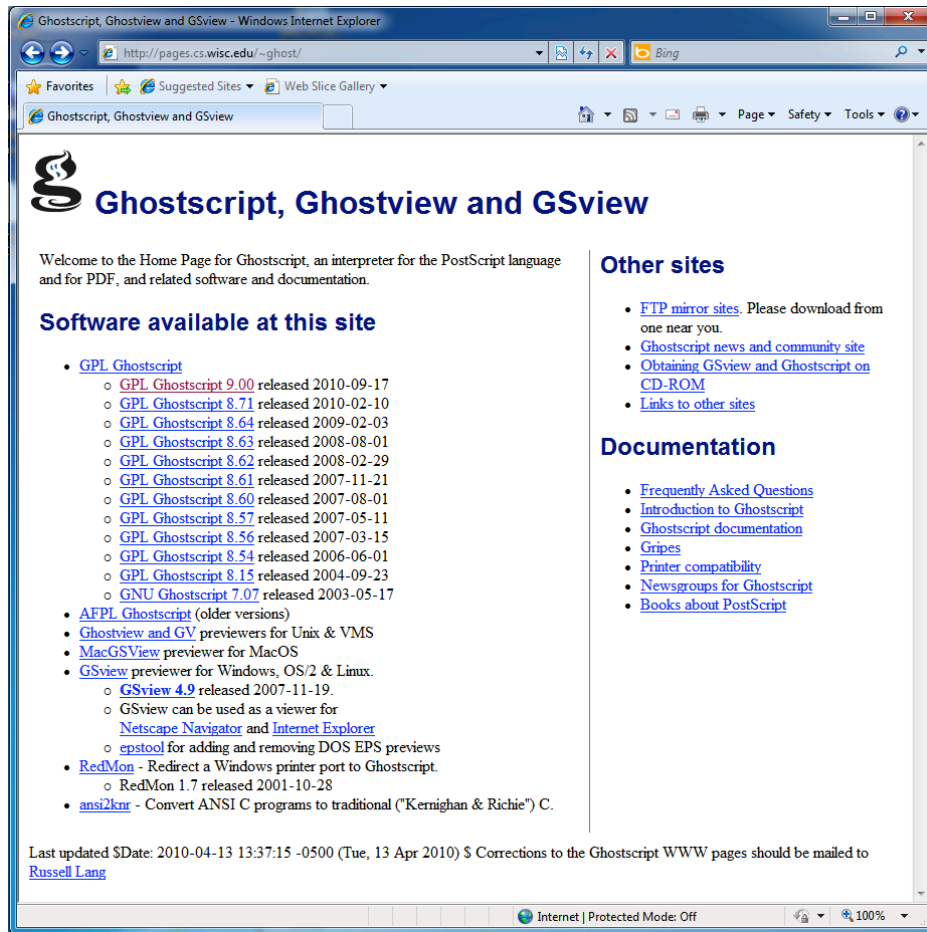 Ghostscript, Ghostview and GSview - Windows Internet Explorer
http://pages.cs.wisc.edu/~ghost/
Bing
Favorites
Suggested Sites
Web Slice Gallery
Ghostscript, Ghostview and GSview
Page
Safety
Tools
g Ghostscript, Ghostview and GSview
Welcome to the Home Page for Ghostscript, an interpreter for the PostScript language
and for PDF, and related software and documentation.
Software available at this site
• GPL Ghostscript
o GPL Ghostscript 9.00 released 2010-09-17
o GPL Ghostscript 8.71 released 2010-02-10
o GPL Ghostscript 8.64 released 2009-02-03
o GPL Ghostscript 8.63 released 2008-08-01
o GPL Ghostscript 8.62 released 2008-02-29
o GPL Ghostscript 8.61 released 2007-11-21
o GPL Ghostscript 8.60 released 2007-08-01
o GPL Ghostscript 8.57 released 2007-05-11
o GPL Ghostscript 8.56 released 2007-03-15
o GPL Ghostscript 8.54 released 2006-06-01
o GPL Ghostscript 8.15 released 2004-09-23
o GNU Ghostscript 7.07 released 2003-05-17
• AFPL Ghostscript (older versions)
• Ghostview and GV previewers for Unix & VMS
• MacGSView previewer for MacOS
• GSview previewer for Windows, OS/2 & Linux.
o GSview 4.9 released 2007-11-19.
o GSview can be used as a viewer for
Netscape Navigator and Internet Explorer
o epstool for adding and removing DOS EPS previews
• RedMon - Redirect a Windows printer port to Ghostscript.
o RedMon 1.7 released 2001-10-28
• ansi2knr - Convert ANSI C programs to traditional ("Kernighan & Richie") C.
Other sites
• FTP mirror sites. Please download from
one near you.
• Ghostscript news and community site
• Obtaining GSview and Ghostscript on
CD-ROM
• Links to other sites
Documentation
• Frequently Asked Questions
• Introduction to Ghostscript
• Ghostscript documentation
• Gripes
• Printer compatibility
• Newsgroups for Ghostscript
• Books about PostScript
Last updated $Date: 2010-04-13 13:37:15 -0500 (Tue, 13 Apr 2010) $ Corrections to the Ghostscript WWW pages should be mailed to
Russell Lang
Internet | Protected Mode: Off
100%